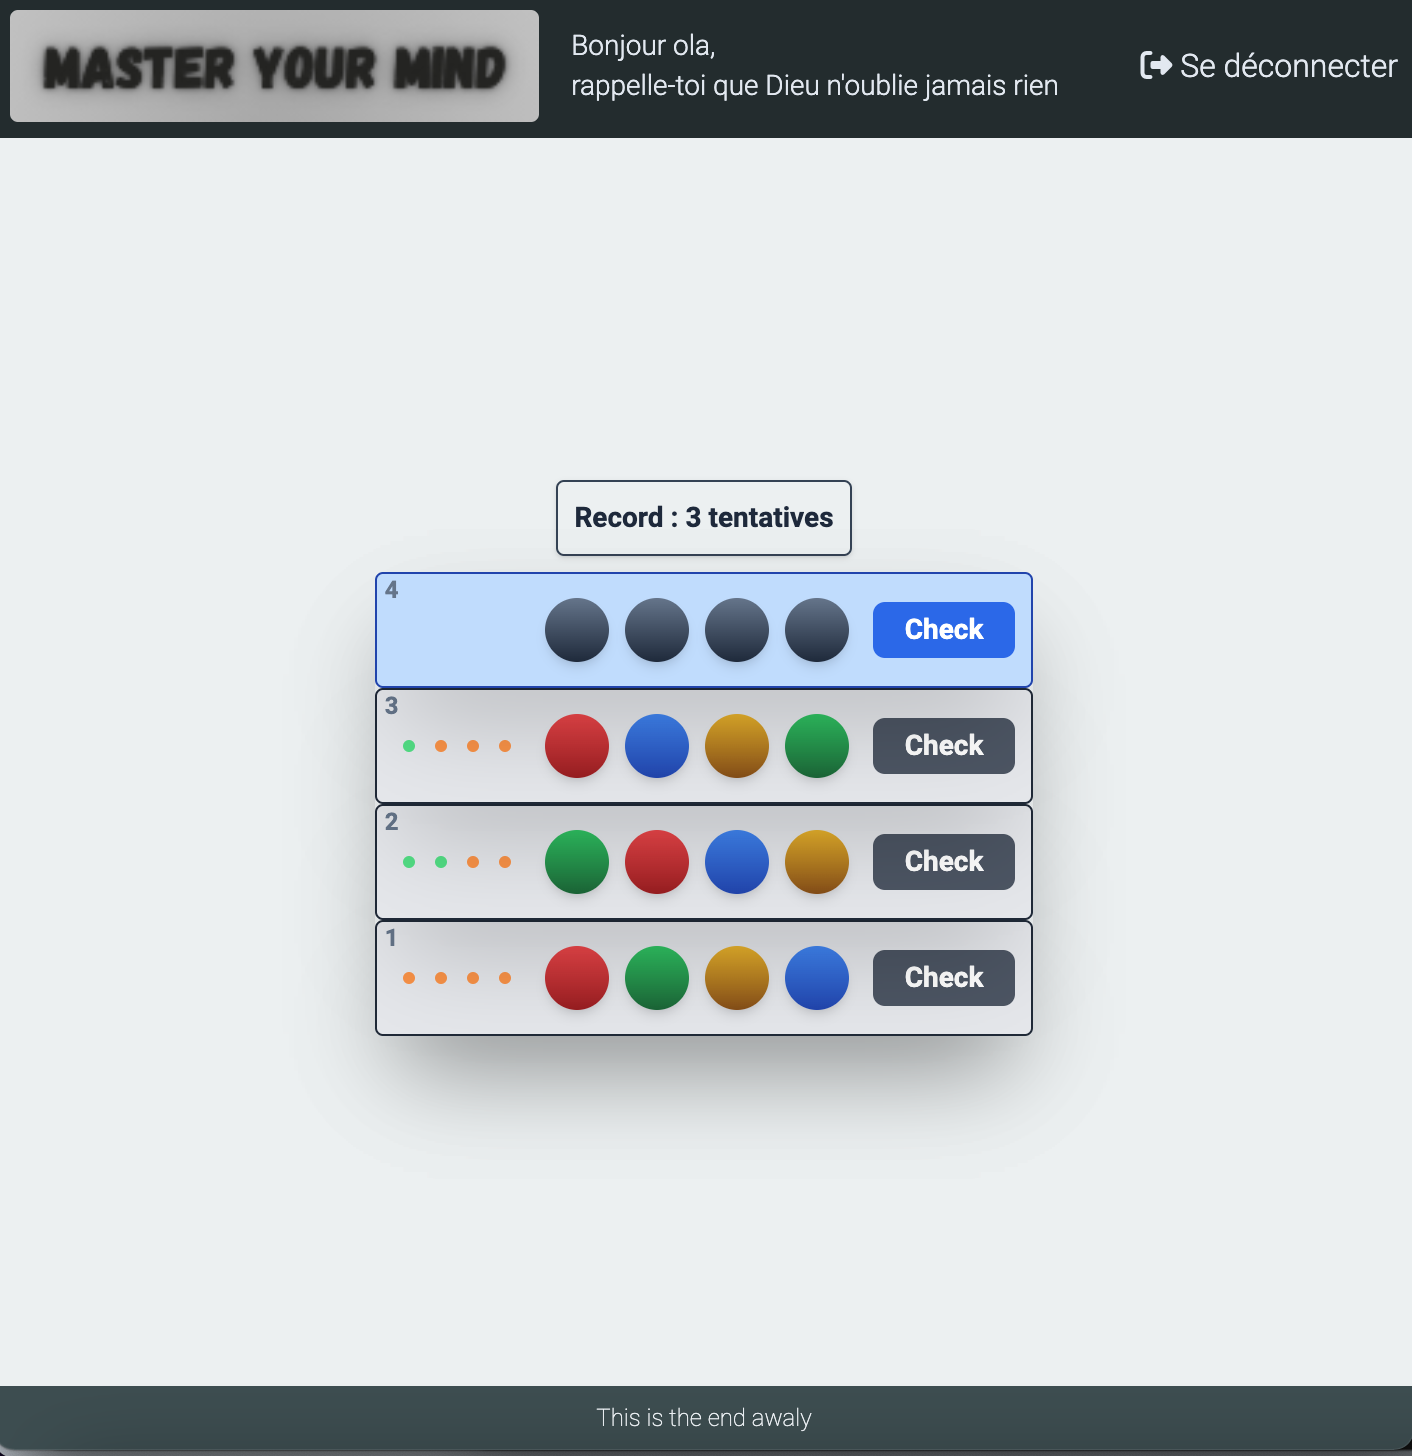 MASTER YOUR MIND
Bonjour ola,
rappelle-toi que Dieu n'oublie jamais rien
Se déconnecter
Record : 3 tentatives
4
Check
3
Check
2
Check
1
Check
This is the end awaly